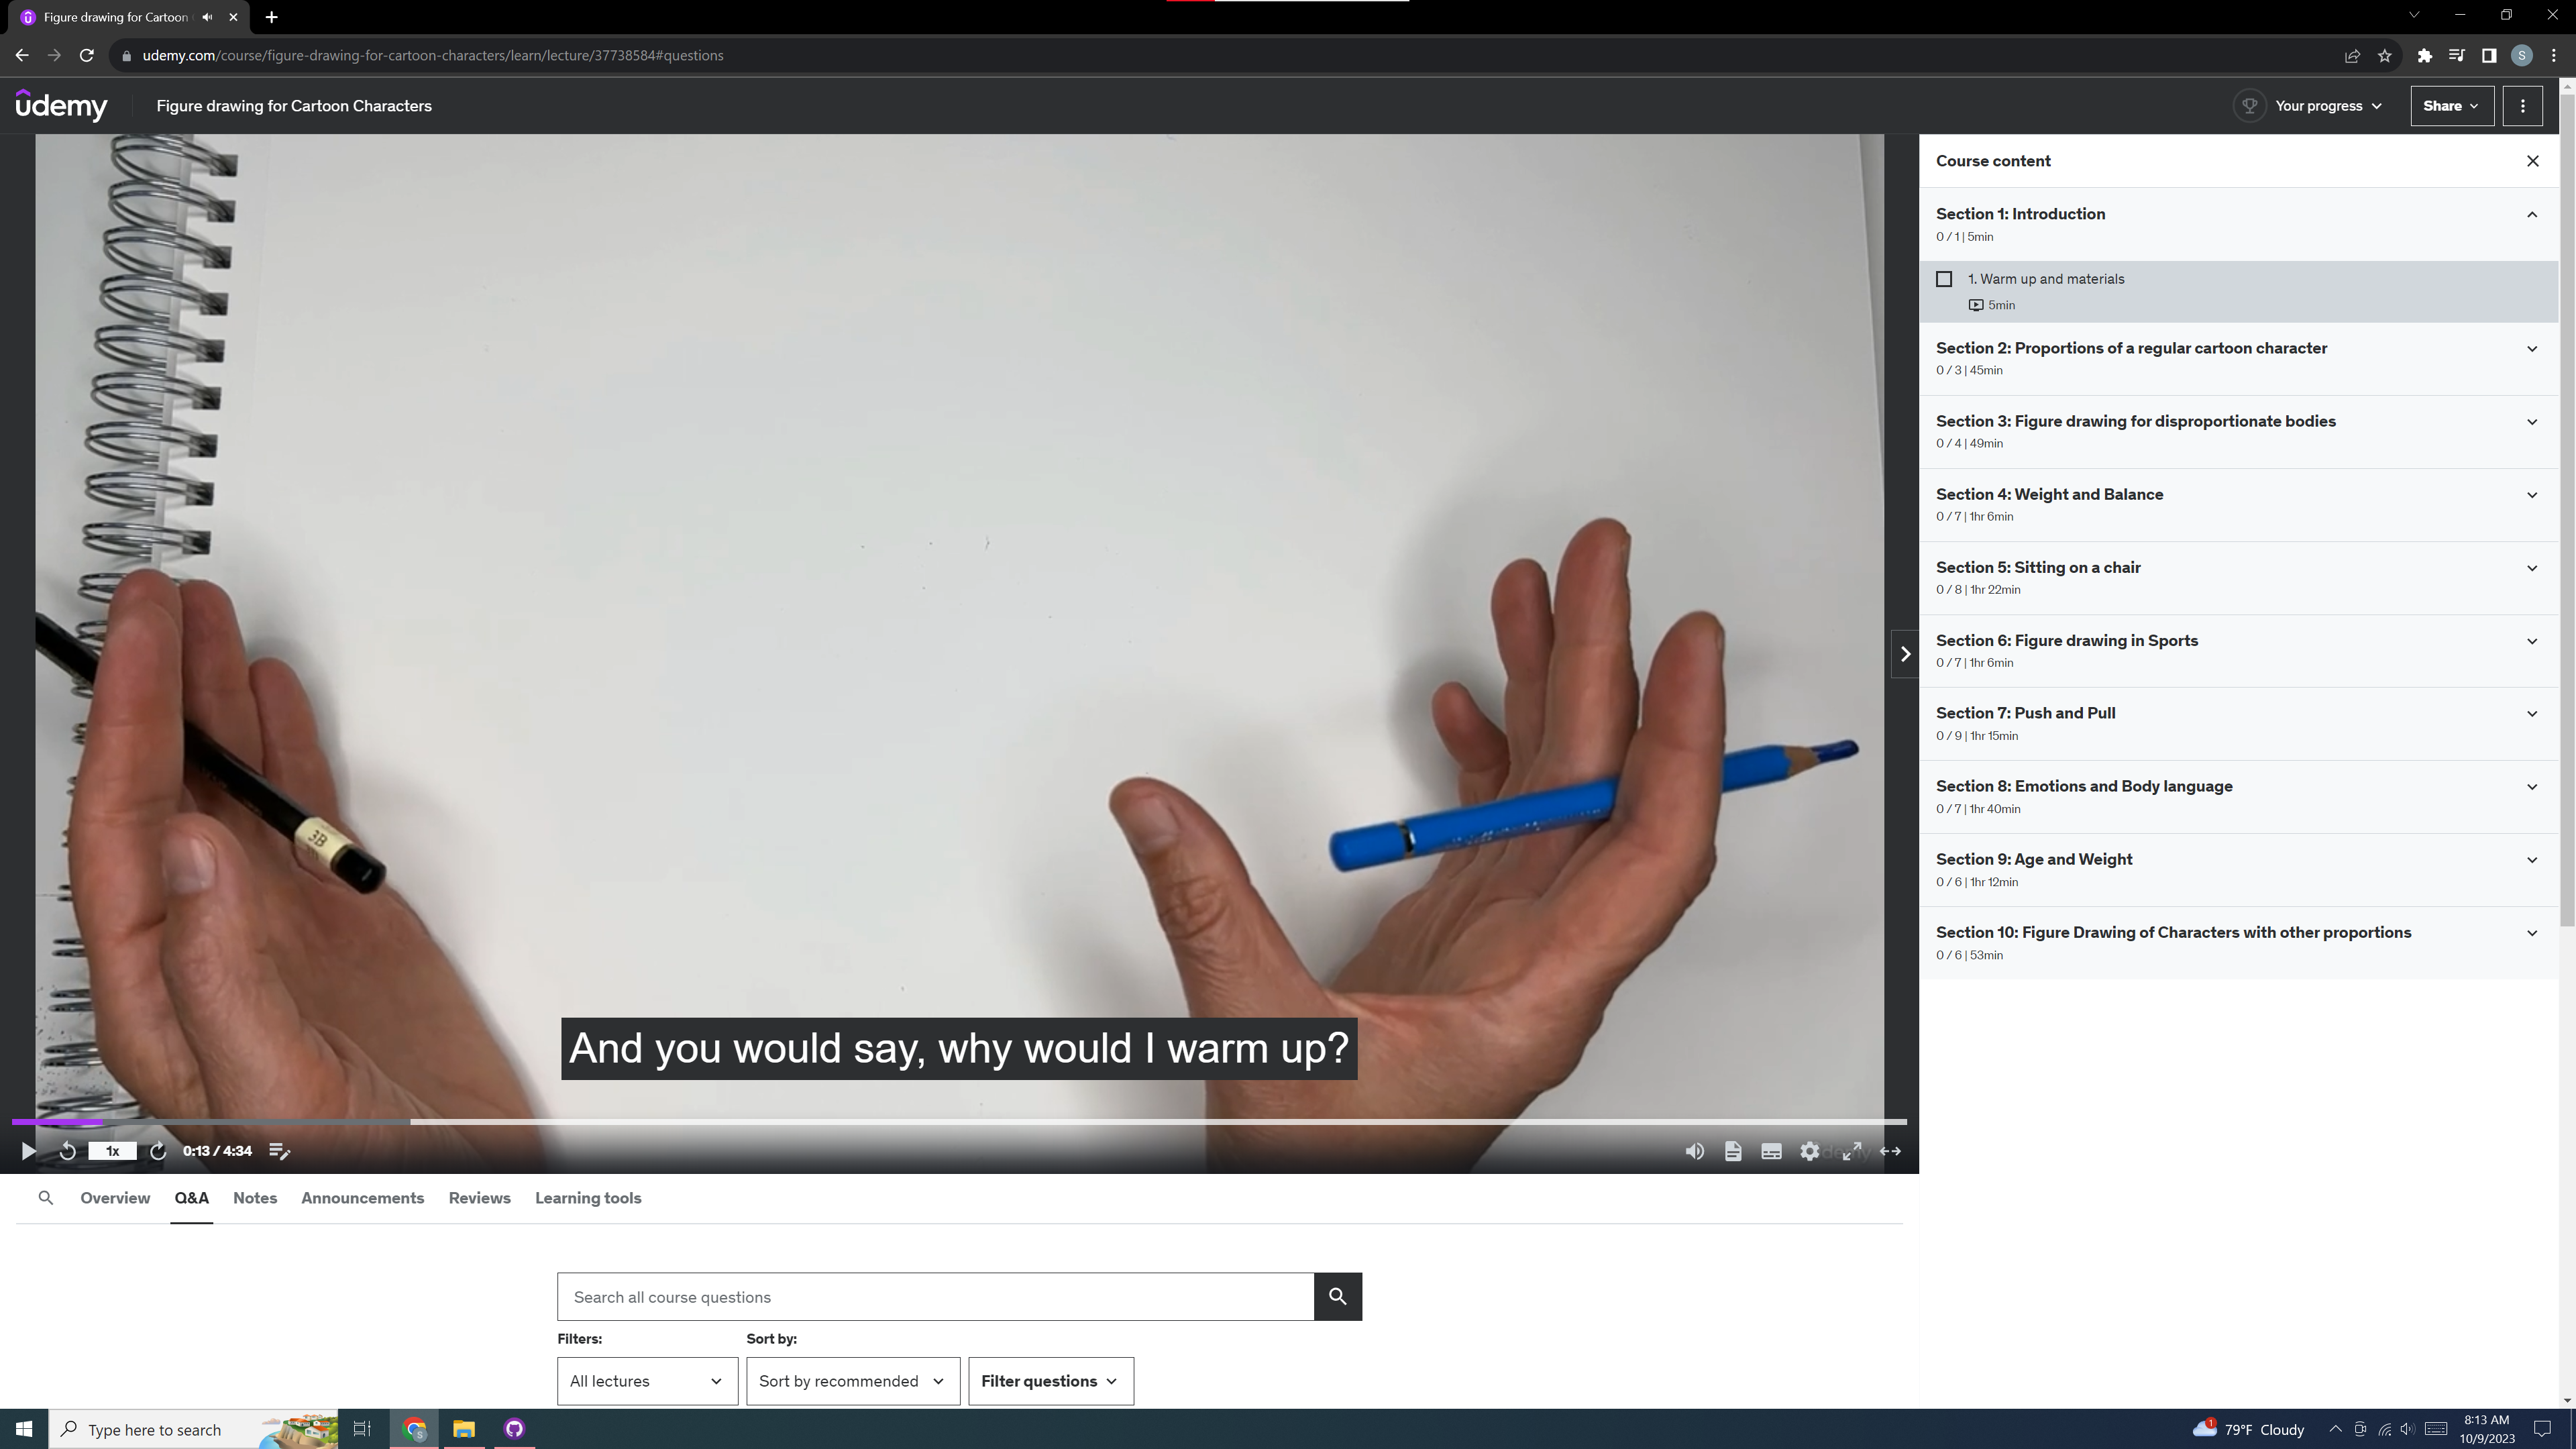 Figure drawing for Cartoon
udemy.com/course/figure-drawing-for-cartoon-characters/learn/lecture/37738584#questions
S
udemy
Figure drawing for Cartoon Characters
Your progress
Share
3B
And you would say, why would I warm up?
1x
0:13 / 4:34
Course content
Section 1: Introduction
0 / 1 | 5min
1. Warm up and materials
5min
Section 2: Proportions of a regular cartoon character
0 / 3 | 45min
Section 3: Figure drawing for disproportionate bodies
0 / 4 | 49min
Section 4: Weight and Balance
0 / 7 | 1hr 6min
Section 5: Sitting on a chair
0 / 8 | 1hr 22min
Section 6: Figure drawing in Sports
0 / 7 | 1hr 6min
Section 7: Push and Pull
0 / 9 | 1hr 15min
Section 8: Emotions and Body language
0 / 7 | 1hr 40min
Section 9: Age and Weight
0 / 6 | 1hr 12min
Section 10: Figure Drawing of Characters with other proportions
0 / 6 | 53min
Overview Q&A Notes Announcements Reviews Learning tools
Search all course questions
Filters: Sort by:
All lectures Sort by recommended Filter questions
Type here to search
S
1
79°F Cloudy
8:13 AM
10/9/2023